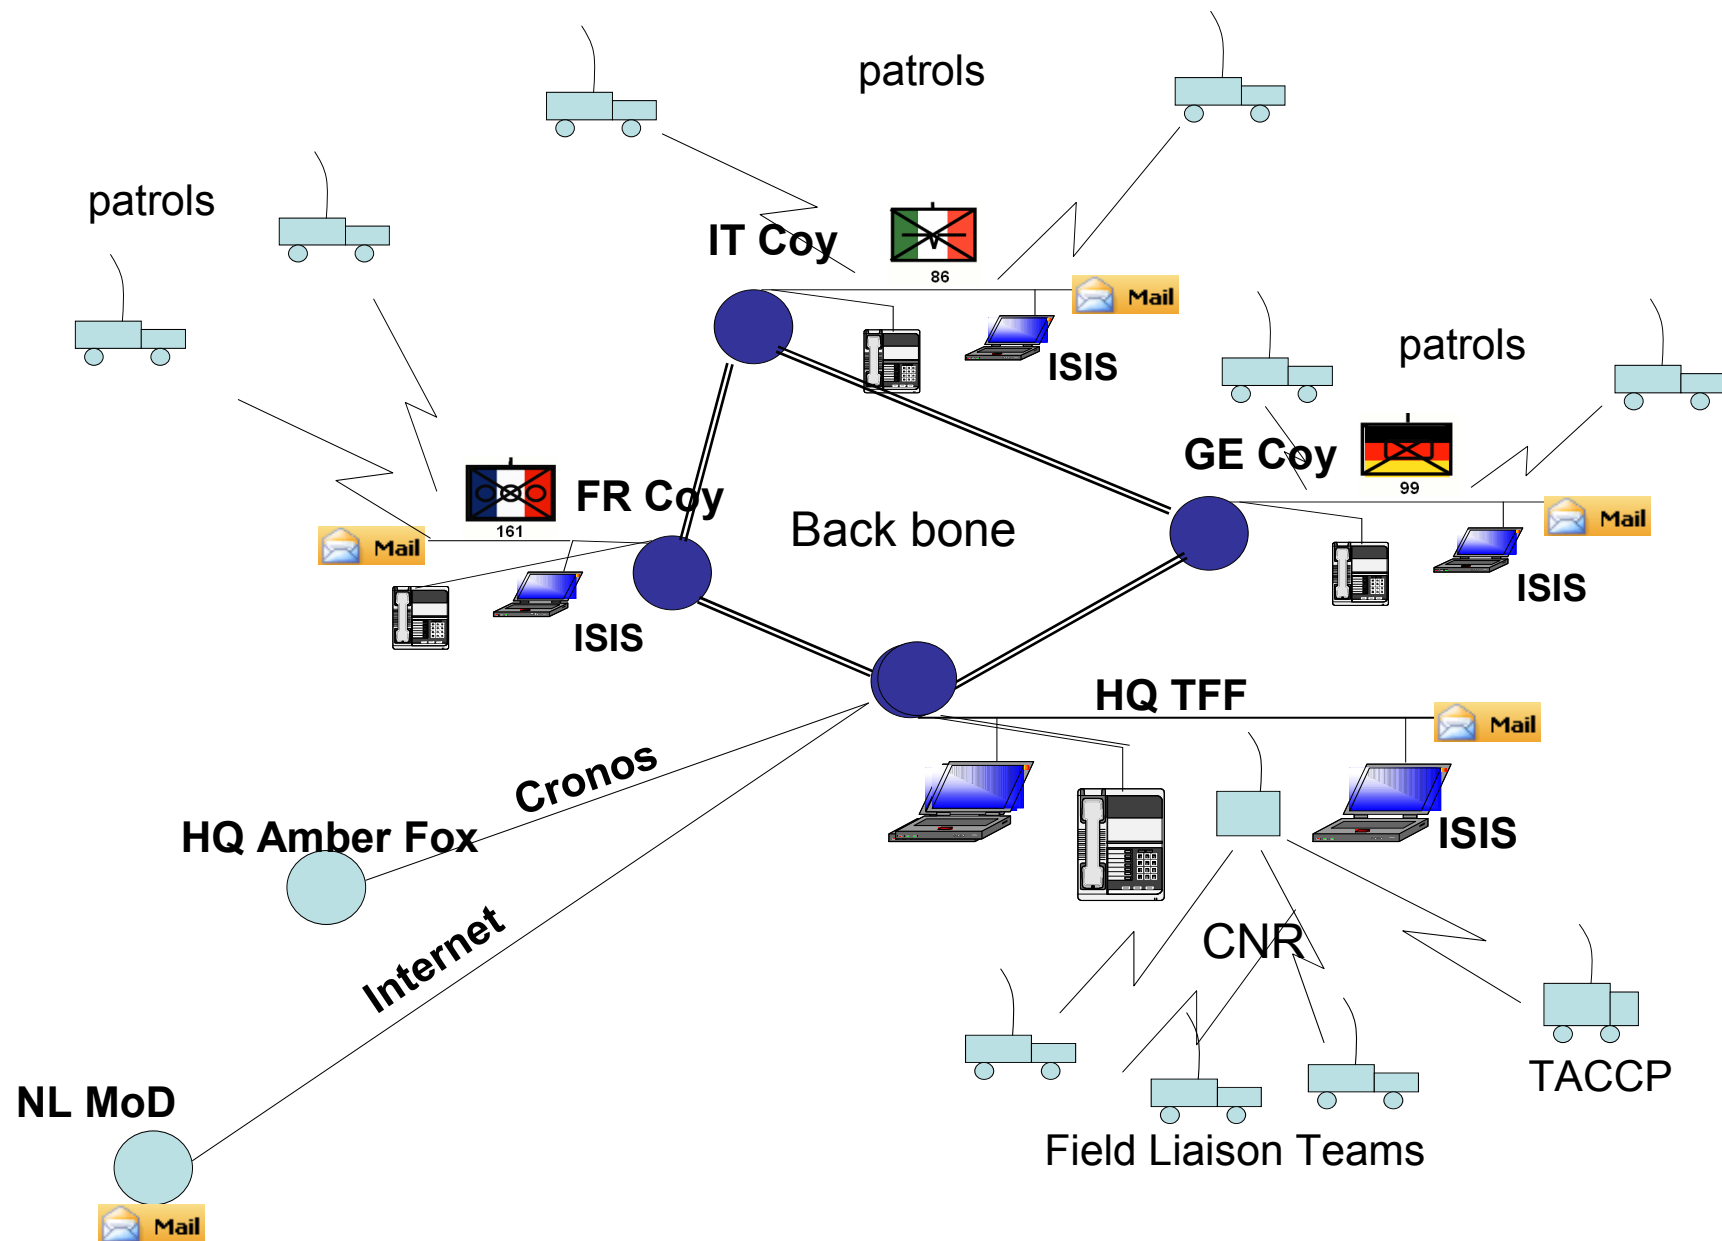 patrols
patrols
IT Coy
86
Mail
ISIS
patrols
GE Coy
99
Mail
ISIS
FR Coy
161
Mail
ISIS
Back bone
HQ TFF
Mail
ISIS
Cronos
HQ Amber Fox
Internet
CNR
TACCP
Field Liaison Teams
NL MoD
Mail